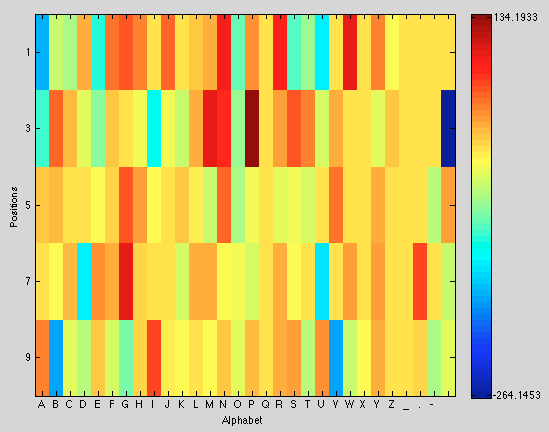 134.1933
1
3
5
7
9
Positions
A B C D E F G H I J K L M N O P Q R S T U V W X Y Z _ . -
Alphabet
-264.1453